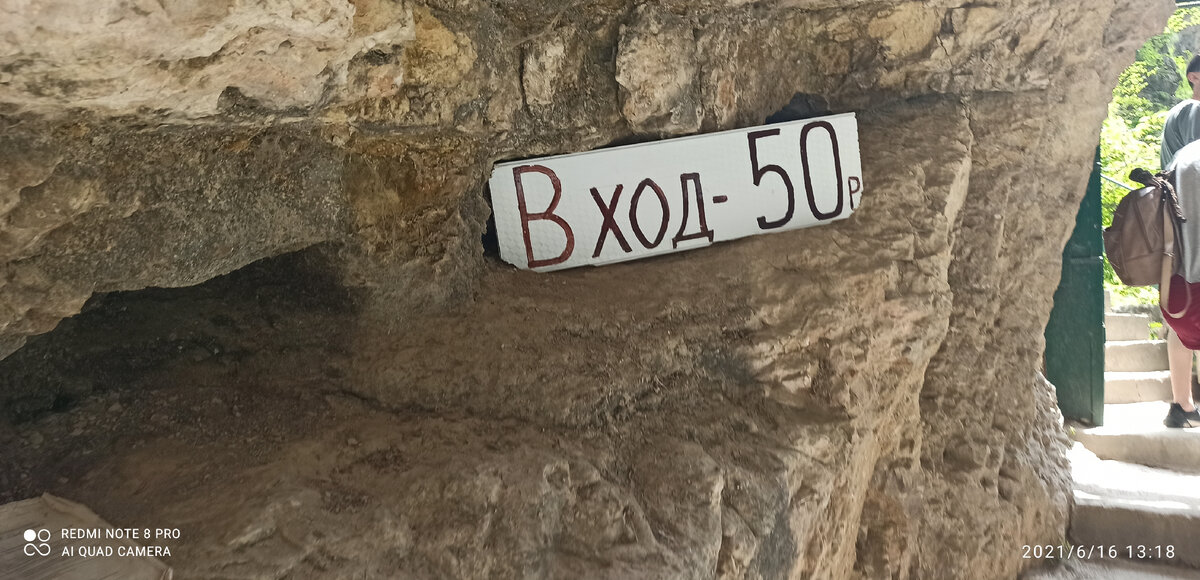 Вход - 50р
REDMI NOTE 8 PRO
AI QUAD CAMERA
2021/6/16 13:18